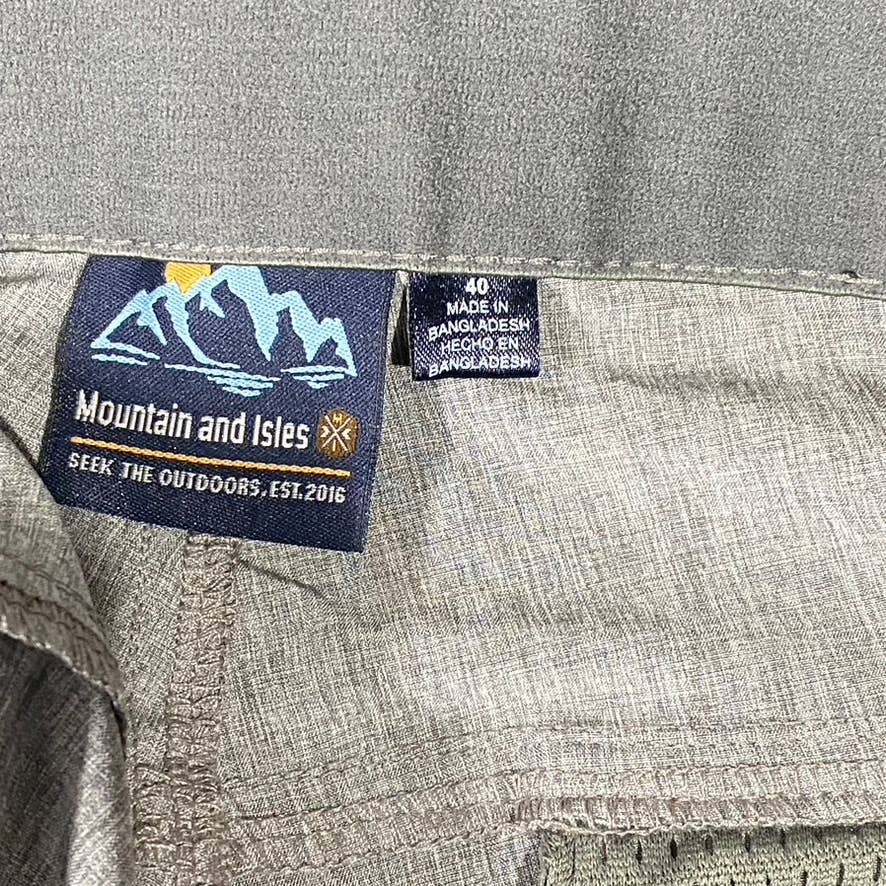 Mountain and Isles
SEEK THE OUTDOORS. EST. 2016
40
MADE IN
BANGLADESH
HECHO EN
BANGLADESH